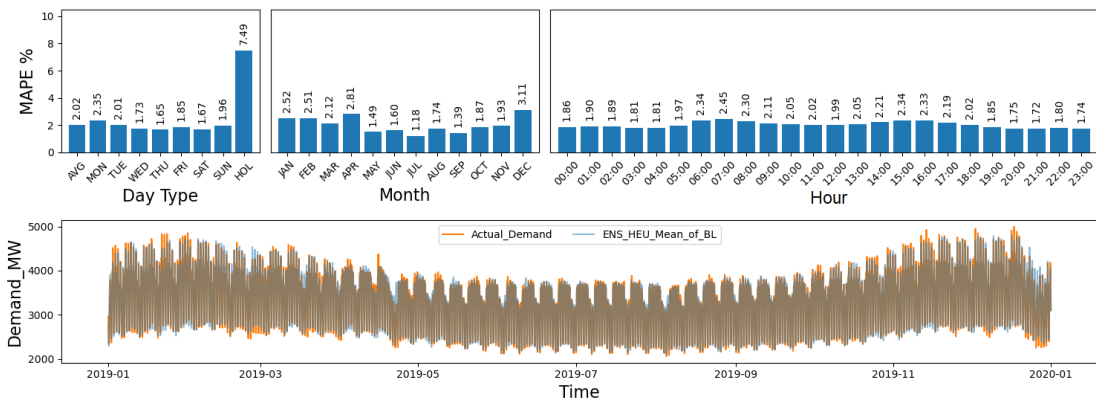 MAPE %
10
8
6
4
2
0
2.02 2.35 2.01 1.73 1.65 1.85 1.67 1.96 7.49
AVG MON TUE WED THU FRI SAT SUN HOL
Day Type
2.52 2.51 2.12 2.81 1.49 1.60 1.18 1.74 1.39 1.87 1.93 3.11
JAN FEB MAR APR MAY JUN JUL AUG SEP OCT NOV DEC
Month
1.86 1.90 1.89 1.81 1.81 1.97 2.34 2.45 2.30 2.11 2.05 2.02 1.99 2.05 2.21 2.34 2.33 2.19 2.02 1.85 1.75 1.72 1.80 1.74
00:00 01:00 02:00 03:00 04:00 05:00 06:00 07:00 08:00 09:00 10:00 11:00 12:00 13:00 14:00 15:00 16:00 17:00 18:00 19:00 20:00 21:00 22:00 23:00
Hour
Demand_MW
5000
4000
3000
2000
Actual_Demand ENS_HEU_Mean_of_BL
2019-01 2019-03 2019-05 2019-07 2019-09 2019-11 2020-01
Time